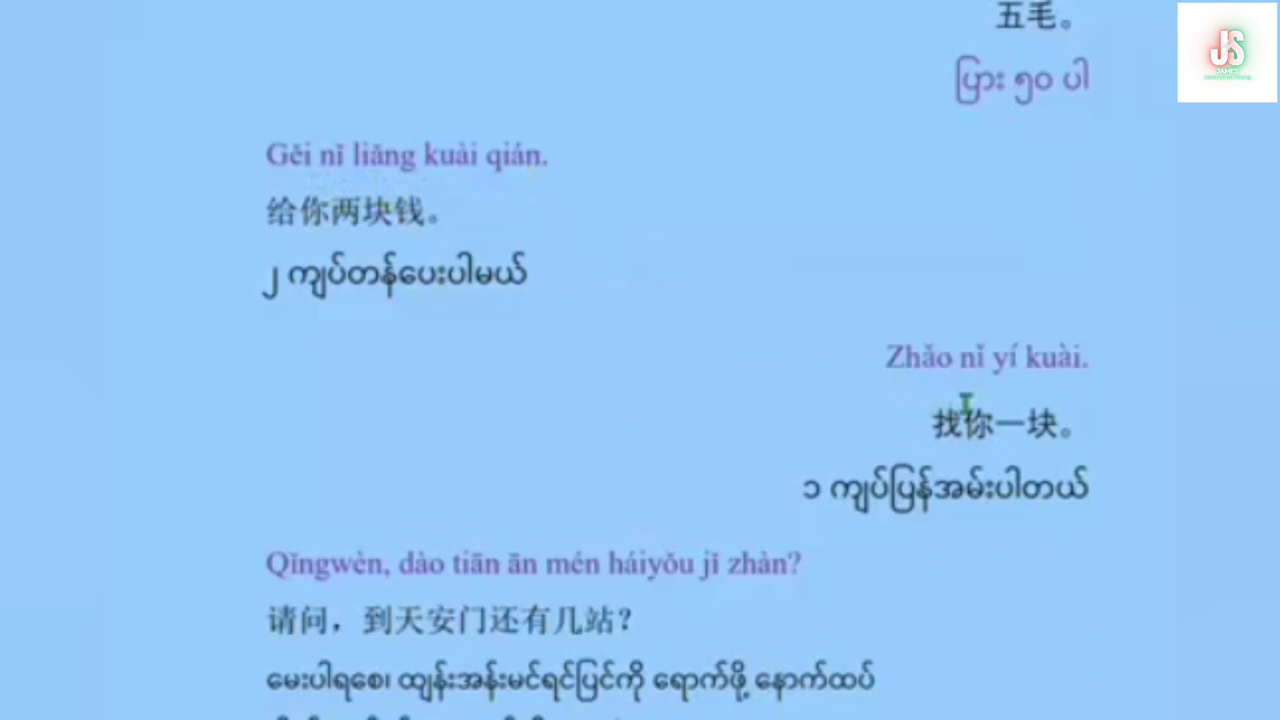 五毛。
ပြား ၅၀ ပါ
Gěi nǐ liǎng kuài qián.
给你两块钱。
၂ ကျပ်တန်ပေးပါမယ်
Zhǎo nǐ yí kuài.
找你一块。
၁ ကျပ်ပြန်အမ်းပါတယ်
Qǐngwèn, dào tiān ān mén háiyǒu jǐ zhàn?
请问，到天安门还有几站？
မေးပါရစေ၊ ထျန်းအန်းမင်ရင်ပြင်ကို ရောက်ဖို့ နောက်ထပ်
JS
JAMES